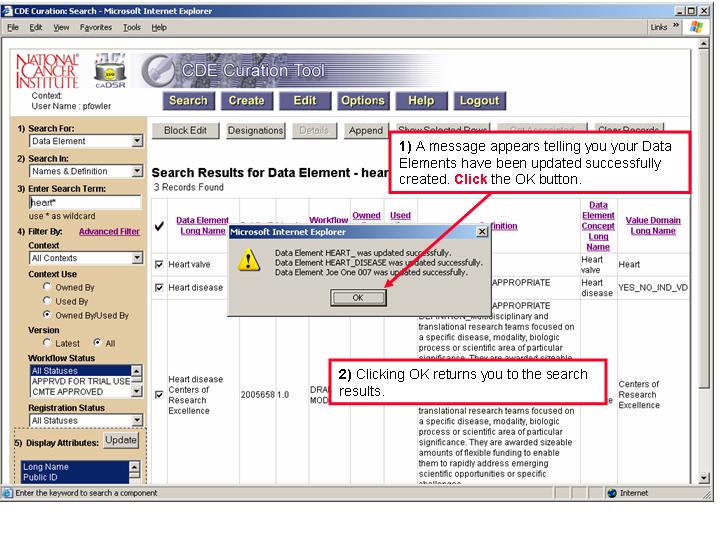 CDE Curation: Search - Microsoft Internet Explorer
File Edit View Favorites Tools Help
Links »
NATIONAL
CANCER
INSTITUTE
caDSR
CDE Curation Tool
Context:
User Name : pfowler
Search Create Edit Options Help Logout
1) Search For:
Data Element
2) Search In:
Names & Definition
3) Enter Search Term:
heart*
use * as wildcard
4) Filter By: Advanced Filter
Context
All Contexts
Context Use
Owned By
Used By
Owned By/Used By
Version
Latest All
Workflow Status
All Statuses
APPRVD FOR TRIAL USE
CMTE APPROVED
Registration Status
All Statuses
5) Display Attributes: Update
Long Name
Public ID
Block Edit Designations Details Append Show Selected Rows Get Associated Clear Records
Search Results for Data Element - hear
3 Records Found
Data Element
Long Name
Workflow
Owned
Used
Definition
Data
Element
Concept
Long
Name
Value Domain
Long Name
Heart valve
Heart
valve
Heart
Heart disease
APPROPRIATE
Heart
disease
YES_NO_IND_VD
Heart disease
Centers of
Research
Excellence
2005658 1.0
APPROPRIATE
translational research teams focused on
a specific disease, modality, biologic
process or scientific area of particular
significance. They are awarded sizeable
translational research teams focused on
a specific disease, modality, biologic
process or scientific area of particular
significance. They are awarded sizeable
amounts of flexible funding to enable
them to rapidly address emerging
scientific opportunities or specific
challenges.
Centers of
Research
Excellence
Microsoft Internet Explorer
Data Element HEART_ was updated successfully.
Data Element HEART_DISEASE was updated successfully.
Data Element Joe One 007 was updated successfully.
OK
1) A message appears telling you your Data
Elements have been updated successfully
created. Click the OK button.
2) Clicking OK returns you to the search
results.
Enter the keyword to search a component
Internet